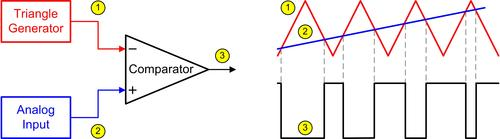 Triangle
Generator
1
−
Comparator
3
+
Analog
Input
2
1
2
3